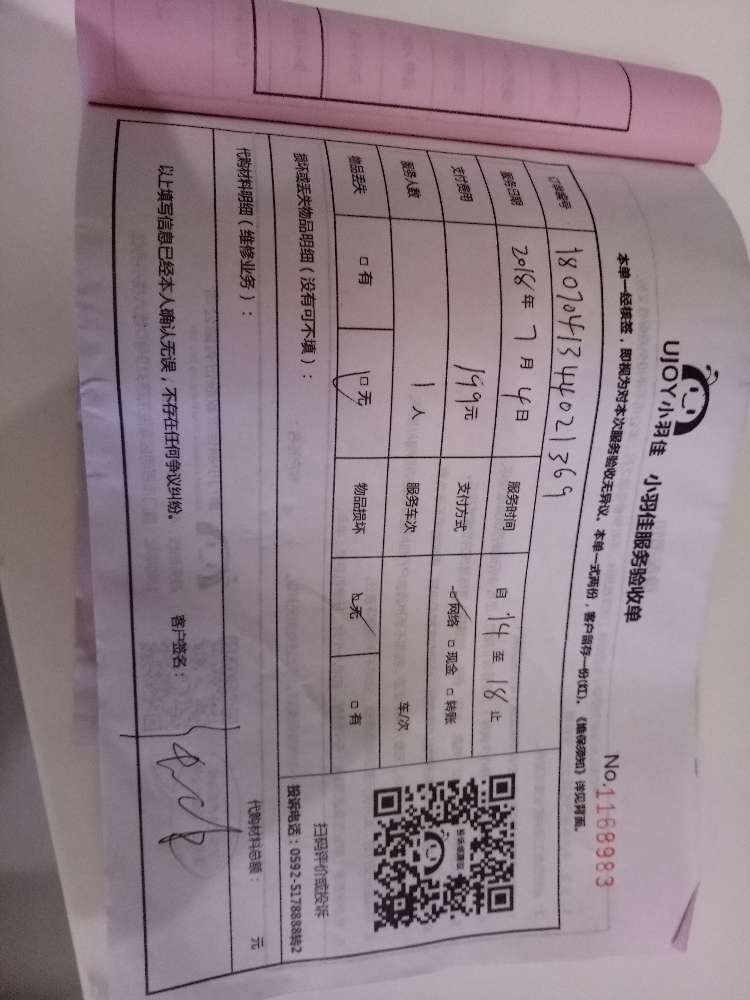 UJOY小羽佳 小羽佳服务验收单
No.1168983
本单一经核签，即视为对本次服务验收无异议。本单一式两份，客户留存一份(红)。《维保须知》详见背面。
订单编号 1807041344021369
服务日期 2018年7月4日 服务时间 自14至18止
支付费用 199元 支付方式 网络 □现金 □转账
服务人数 1人 服务车次 车/次
物品丢失 □有 □无 物品损坏 □无 □有
扫码评价或投诉
投诉电话：0592-5178888转2
损坏或丢失物品明细（没有可不填）：
代购材料明细（维修业务）： 代购材料总额： 元
以上填写信息已经本人确认无误，不存在任何争议纠纷。 客户签名：